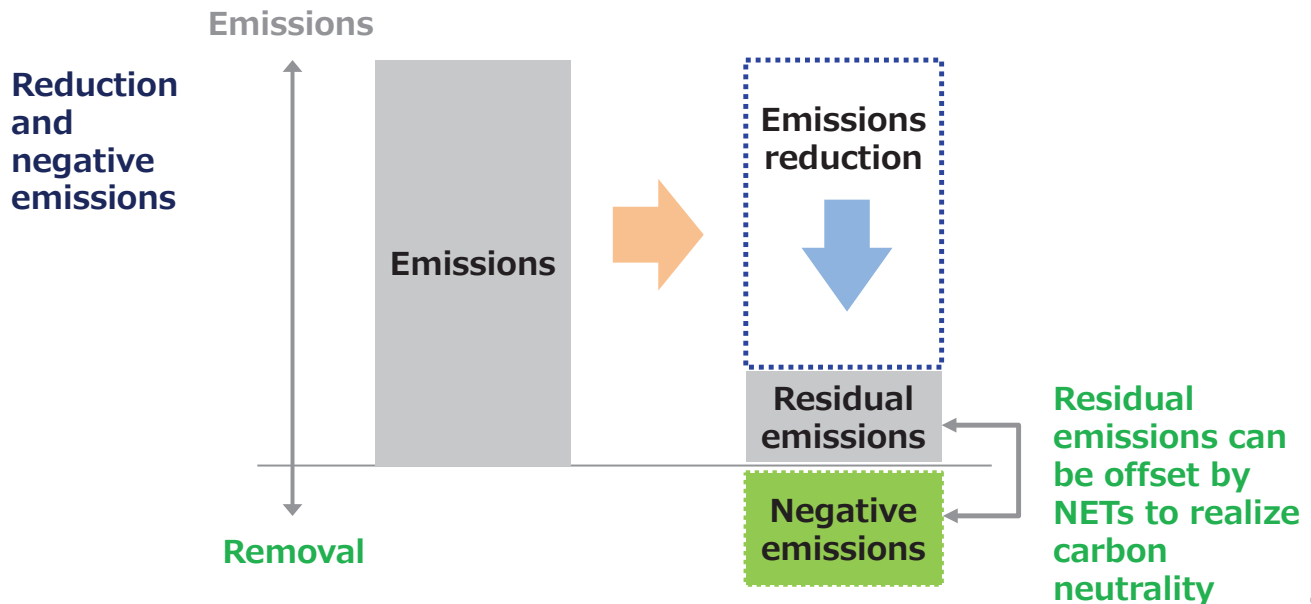 Emissions
Reduction
and
negative
emissions
Emissions
Emissions
reduction
Residual
emissions
Negative
emissions
Removal
Residual
emissions can
be offset by
NETs to realize
carbon
neutrality